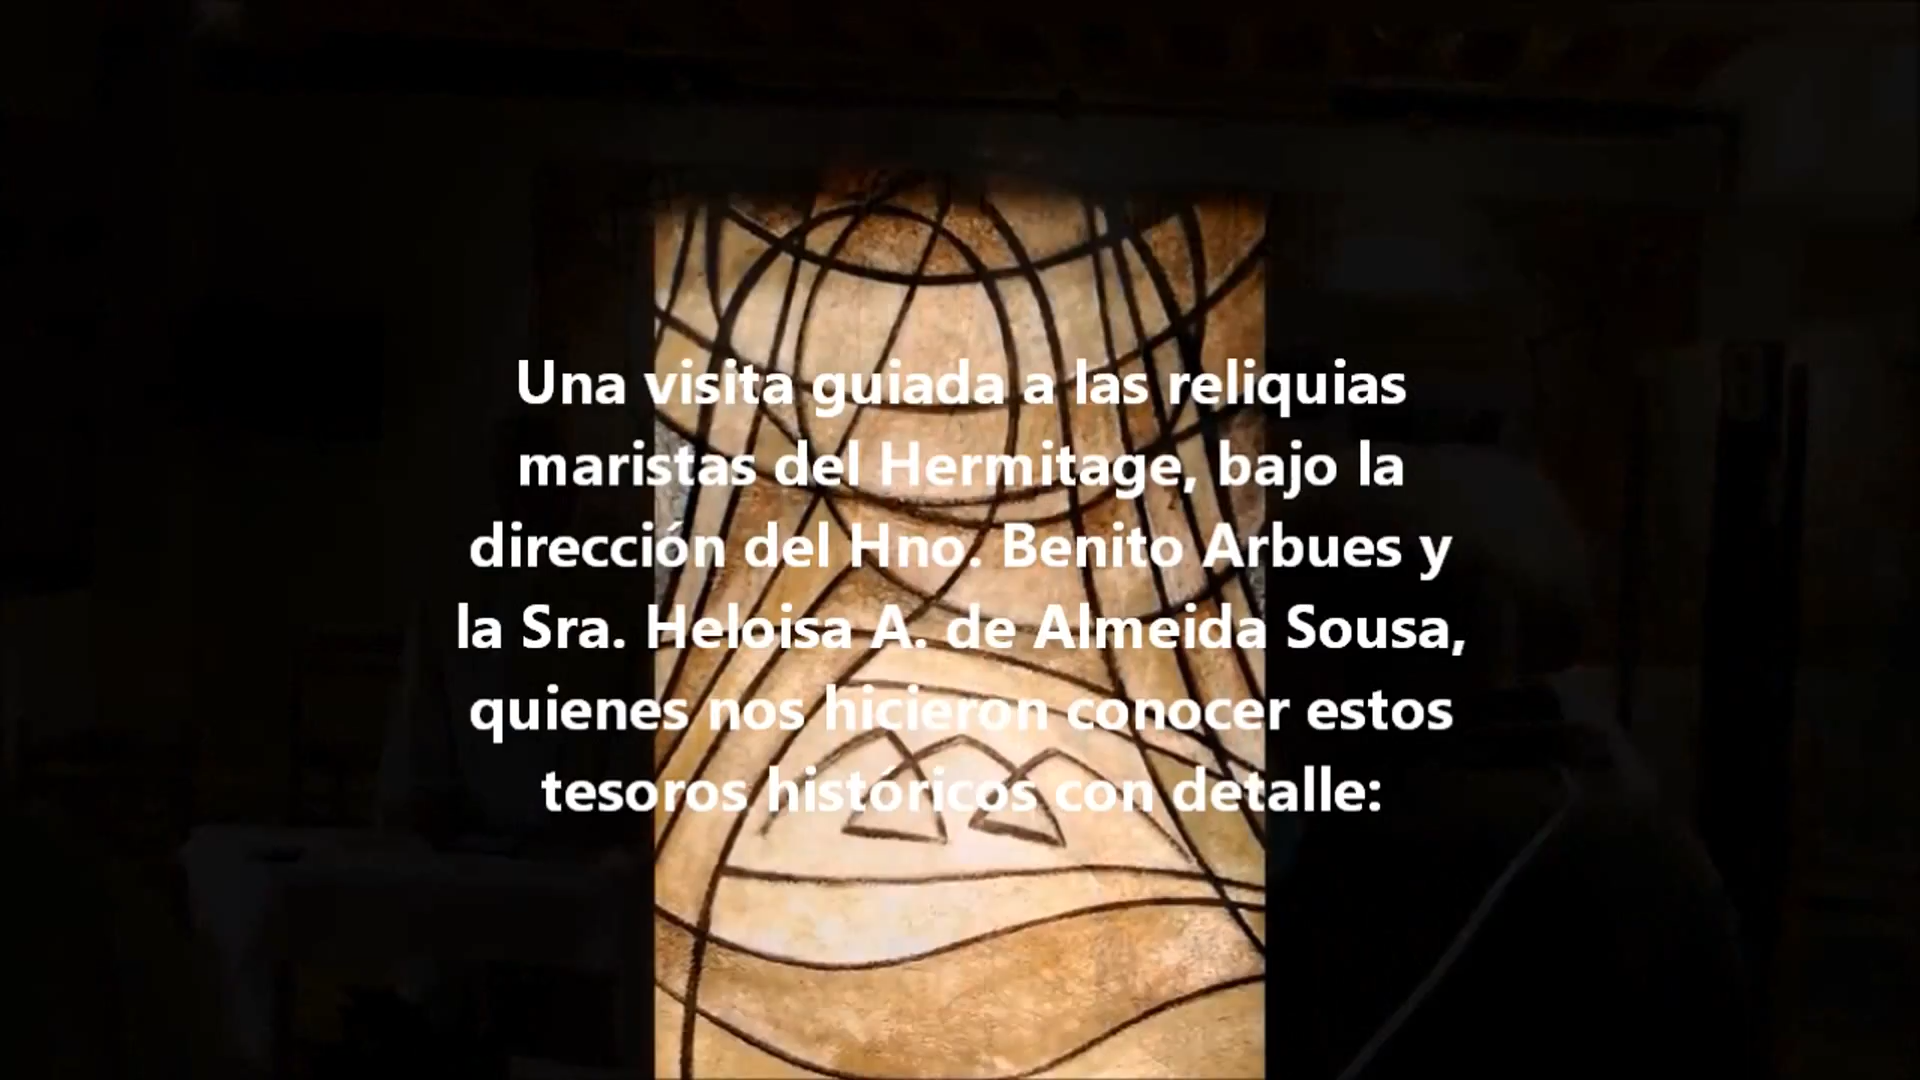 Una visita guiada a las reliquias
maristas del Hermitage, bajo la
dirección del Hno. Benito Arbues y
la Sra. Heloisa A. de Almeida Sousa,
quienes nos hicieron conocer estos
tesoros históricos con detalle: